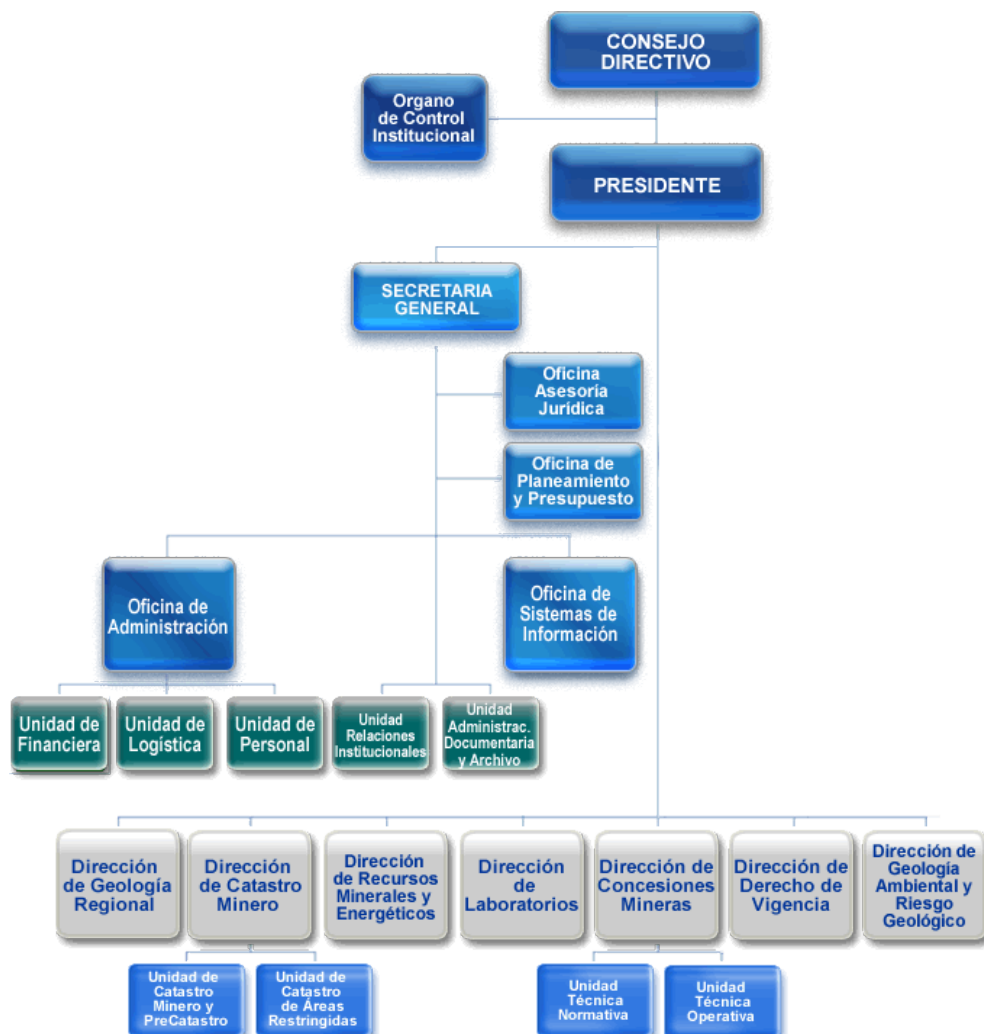 CONSEJO
DIRECTIVO
Organo
de Control
Institucional
PRESIDENTE
SECRETARIA
GENERAL
Oficina
Asesoría
Jurídica
Oficina de
Planeamiento
y Presupuesto
Oficina de
Administración
Oficina de
Sistemas de
Información
Unidad de
Financiera
Unidad de
Logística
Unidad de
Personal
Unidad
Relaciones
Institucionales
Unidad
Administrac.
Documentaria
y Archivo
Dirección
de Geología
Regional
Dirección
de Catastro
Minero
Dirección
de Recursos
Minerales y
Energéticos
Dirección
de
Laboratorios
Dirección de
Concesiones
Mineras
Dirección de
Derecho de
Vigencia
Dirección de
Geología
Ambiental y
Riesgo
Geológico
Unidad de
Catastro
Minero y
PreCatastro
Unidad de
Catastro
de Áreas
Restringidas
Unidad
Técnica
Normativa
Unidad
Técnica
Operativa